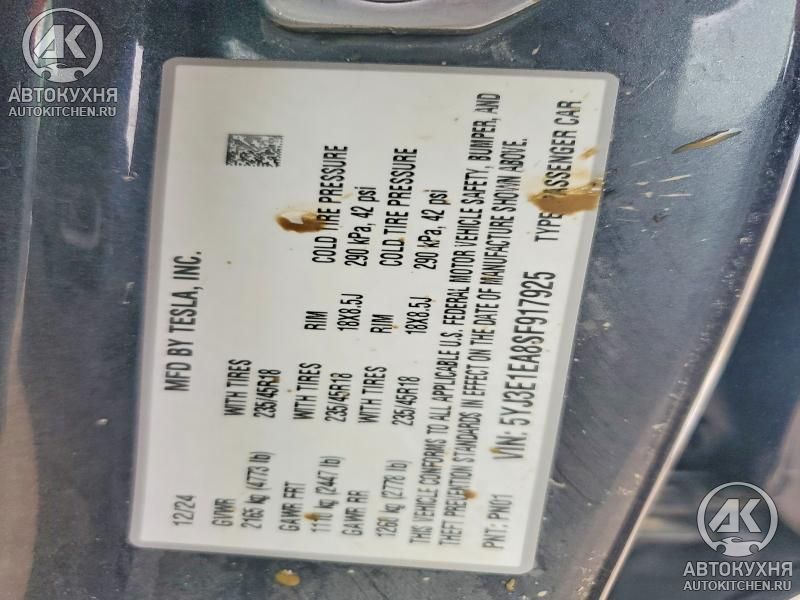 AK
АВТОКУХНЯ
AUTOKITCHEN.RU
MFD BY TESLA, INC.
12/24
GVWR
2165 kg (4773 lb)
WITH TIRES
235/45R18
GAWR FRT
1110 kg (2447 lb)
WITH TIRES RIM COLD TIRE PRESSURE
235/45R18 18X8.5J 290 kPa, 42 psi
GAWR RR
1260 kg (2778 lb)
WITH TIRES RIM COLD TIRE PRESSURE
235/45R18 18X8.5J 290 kPa, 42 psi
THIS VEHICLE CONFORMS TO ALL APPLICABLE U.S. FEDERAL MOTOR VEHICLE SAFETY, BUMPER, AND
THEFT PREVENTION STANDARDS IN EFFECT ON THE DATE OF MANUFACTURE SHOWN ABOVE.
PNT: PN01 VIN: 5YJ3E1EA8SF917925 TYPE: PASSENGER CAR
AK
АВТОКУХНЯ
AUTOKITCHEN.RU